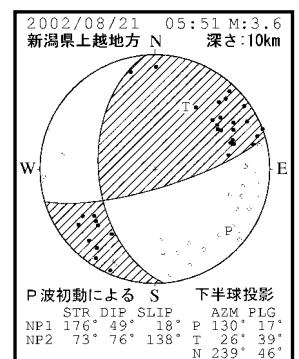 2002/08/21 05:51 M:3.6
新潟県上越地方 N 深さ:10km
T
W E
P
P波初動による S 下半球投影
STR DIP SLIP AZM PLG
NP1 176° 49° 18° P 130° 17°
NP2 73° 76° 138° T 26° 39°
N 239° 46°